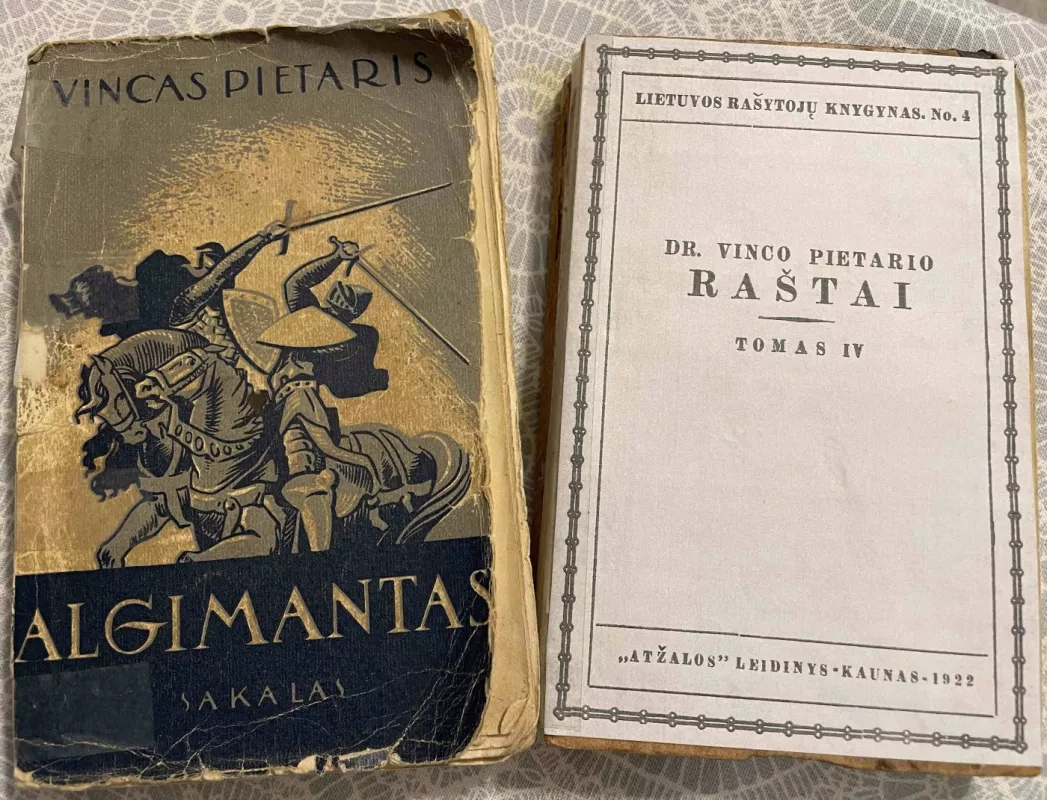 VINCAS PIETARIS
ALGIMANTAS
SAKALAS
LIETUVOS RAŠYTOJŲ KNYGYNAS. No. 4
DR. VINCO PIETARIO
RAŠTAI
TOMAS IV
„ATŽALOS” LEIDINYS - KAUNAS - 1922